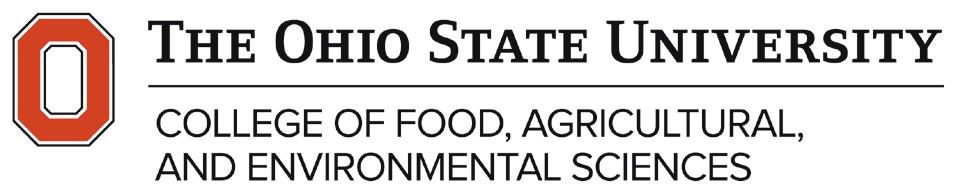 O
THE OHIO STATE UNIVERSITY
COLLEGE OF FOOD, AGRICULTURAL,
AND ENVIRONMENTAL SCIENCES